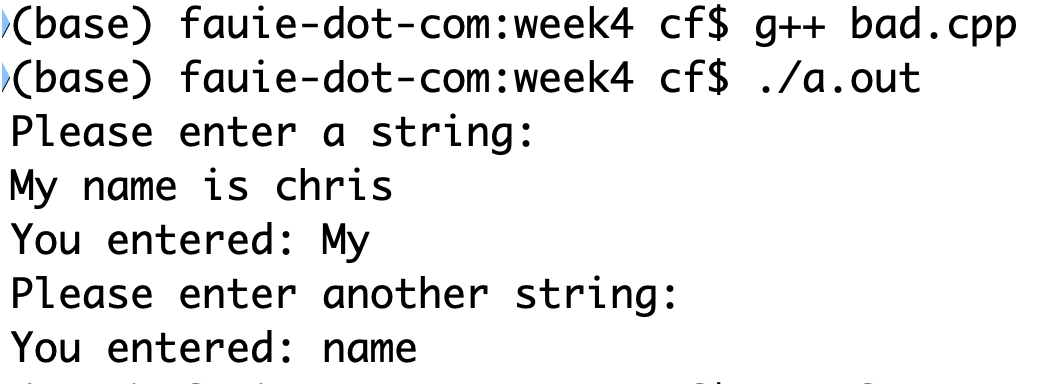 (base) fauie-dot-com:week4 cf$ g++ bad.cpp
(base) fauie-dot-com:week4 cf$ ./a.out
Please enter a string:
My name is chris
You entered: My
Please enter another string:
You entered: name